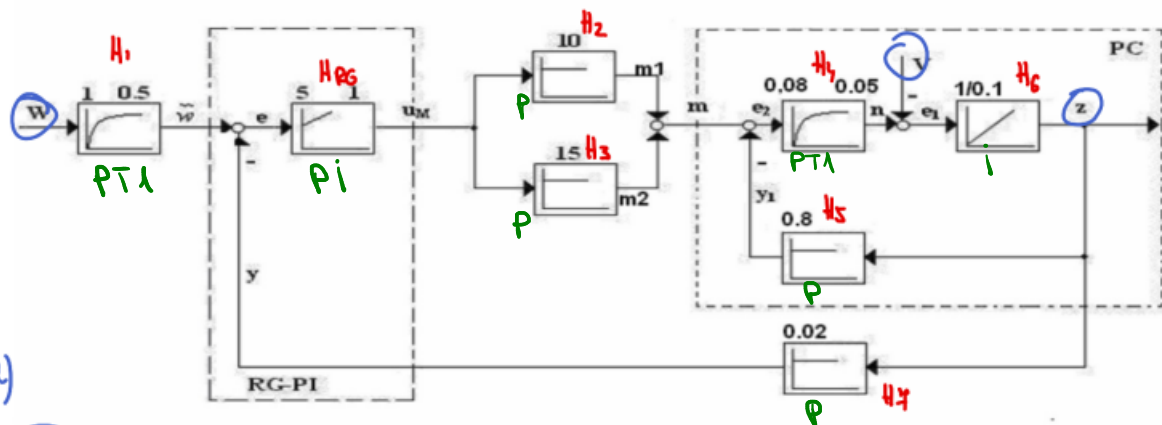 H1
1 0.5
W
w̃
PT1
e
HRG
5 1
Pi
uM
y
RG-PI
H2
10
m1
P
15 H3
m2
P
m
PC
e2
H4
0.08 0.05
PT1
y1
n
V
e1
1/0.1 H6
i
z
0.8 H5
P
0.02
H7
P
)